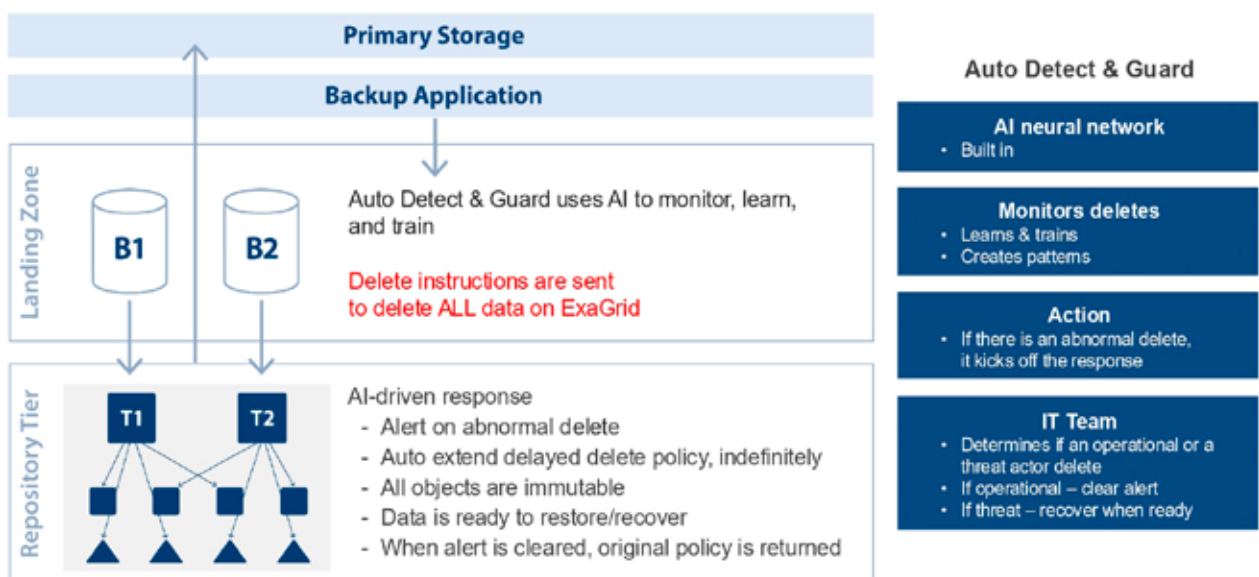 Primary Storage
Backup Application
Landing Zone
B1
B2
Auto Detect & Guard uses AI to monitor, learn,
and train
Delete instructions are sent
to delete ALL data on ExaGrid
Repository Tier
T1
T2
AI-driven response
- Alert on abnormal delete
- Auto extend delayed delete policy, indefinitely
- All objects are immutable
- Data is ready to restore/recover
- When alert is cleared, original policy is returned
Auto Detect & Guard
AI neural network
• Built in
Monitors deletes
• Learns & trains
• Creates patterns
Action
• If there is an abnormal delete,
it kicks off the response
IT Team
• Determines if an operational or a
threat actor delete
• If operational – clear alert
• If threat – recover when ready